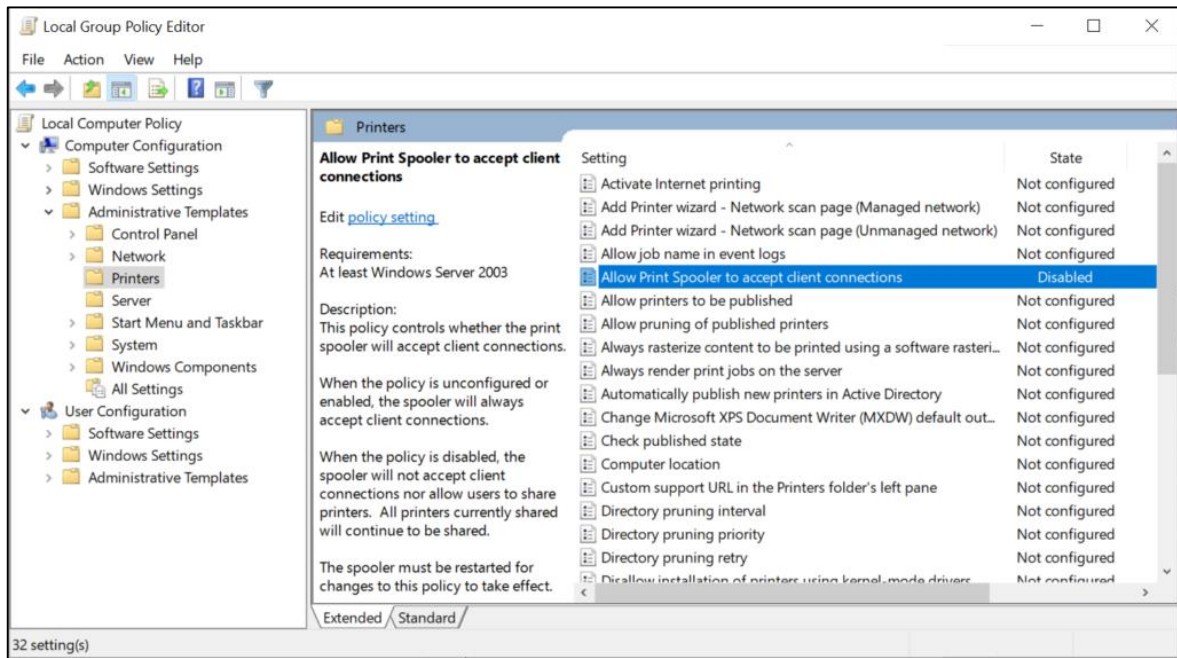 Local Group Policy Editor
File Action View Help
Local Computer Policy
Computer Configuration
Software Settings
Windows Settings
Administrative Templates
Control Panel
Network
Printers
Server
Start Menu and Taskbar
System
Windows Components
All Settings
User Configuration
Software Settings
Windows Settings
Administrative Templates
Printers
Allow Print Spooler to accept client
connections
Edit policy setting
Requirements:
At least Windows Server 2003
Description:
This policy controls whether the print
spooler will accept client connections.
When the policy is unconfigured or
enabled, the spooler will always
accept client connections.
When the policy is disabled, the
spooler will not accept client
connections nor allow users to share
printers. All printers currently shared
will continue to be shared.
The spooler must be restarted for
changes to this policy to take effect.
Setting State
Activate Internet printing Not configured
Add Printer wizard - Network scan page (Managed network) Not configured
Add Printer wizard - Network scan page (Unmanaged network) Not configured
Allow job name in event logs Not configured
Allow Print Spooler to accept client connections Disabled
Allow printers to be published Not configured
Allow pruning of published printers Not configured
Always rasterize content to be printed using a software rasteri... Not configured
Always render print jobs on the server Not configured
Automatically publish new printers in Active Directory Not configured
Change Microsoft XPS Document Writer (MXDW) default out... Not configured
Check published state Not configured
Computer location Not configured
Custom support URL in the Printers folder's left pane Not configured
Directory pruning interval Not configured
Directory pruning priority Not configured
Directory pruning retry Not configured
Disallow installation of printers using kernel-mode drivers Not configured
Extended Standard
32 setting(s)